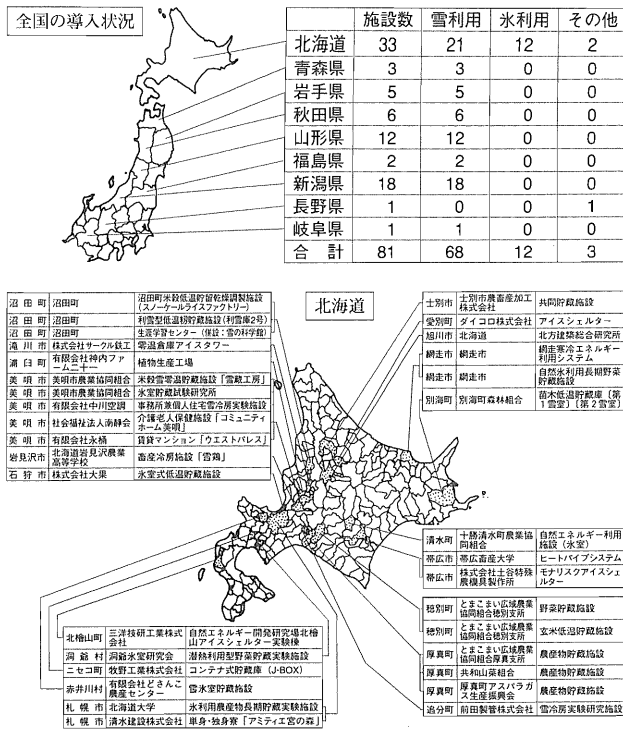 全国の導入状況
施設数 雪利用 氷利用 その他
北海道 33 21 12 2
青森県 3 3 0 0
岩手県 5 5 0 0
秋田県 6 6 0 0
山形県 12 12 0 0
福島県 2 2 0 0
新潟県 18 18 0 0
長野県 1 0 0 1
岐阜県 1 1 0 0
合 計 81 68 12 3
北海道
沼田町 沼田町 沼田町米穀低温貯留乾燥調製施設
(スノークールライスファクトリー)
沼田町 沼田町 利雪型低温籾貯蔵施設(利雪庫2号)
沼田町 沼田町 生涯学習センター(併設:雪の科学館)
滝川市 株式会社サークル鉄工 零温倉庫アイスタワー
浦臼町 有限会社神内ファ
ーム二十一 植物生産工場
美唄市 美唄市農業協同組合 米穀雪零温貯蔵施設「雪蔵工房」
美唄市 美唄市農業協同組合 氷室貯蔵試験研究所
美唄市 有限会社中川空調 事務所兼個人住宅雪冷房実験施設
美唄市 社会福祉法人南静会 介護老人保健施設「コミュニティ
ホーム美唄」
美唄市 有限会社永桶 賃貸マンション「ウエストパレス」
岩見沢市 北海道岩見沢農業
高等学校 畜産冷房施設「雪鶏」
石狩市 株式会社大果 氷室式低温貯蔵施設
士別市 士別市農畜産加工
株式会社 共同貯蔵施設
愛別町 ダイコロ株式会社 アイスシェルター
旭川市 北海道 北方建築総合研究所
網走市 網走市 網走寒冷エネルギー
利用システム
網走市 網走市 自然氷利用長期野菜
貯蔵施設
別海町 別海町森林組合 苗木低温貯蔵庫〔第
1雪室〕〔第2雪室〕
清水町 十勝清水町農業協
同組合 自然エネルギー利用
施設(氷室)
帯広市 帯広畜産大学 ヒートパイプシステム
帯広市 株式会社土谷特殊
農機具製作所 モナリスクアイスシェ
ルター
穂別町 とまこまい広域農業
協同組合穂別支所 野菜貯蔵施設
穂別町 とまこまい広域農業
協同組合穂別支所 玄米低温貯蔵施設
厚真町 とまこまい広域農業
協同組合厚真支所 農産物貯蔵施設
厚真町 共和山菜組合 農産物貯蔵施設
厚真町 厚真町アスパラガ
ス生産振興会 農産物貯蔵施設
追分町 前田製管株式会社 雪冷房実験研究施設
北檜山町 三洋技研工業株式会
社 自然エネルギー開発研究場北檜
山アイスシェルター実験棟
洞爺村 洞爺氷室研究会 潜熱利用型野菜貯蔵実験施設
ニセコ町 牧野工業株式会社 コンテナ式貯蔵庫(J-BOX)
赤井川村 有限会社どさんこ
農産センター 雪氷室貯蔵施設
札幌市 北海道大学 氷利用農産物長期貯蔵実験施設
札幌市 清水建設株式会社 単身・独身寮「アミティエ宮の森」